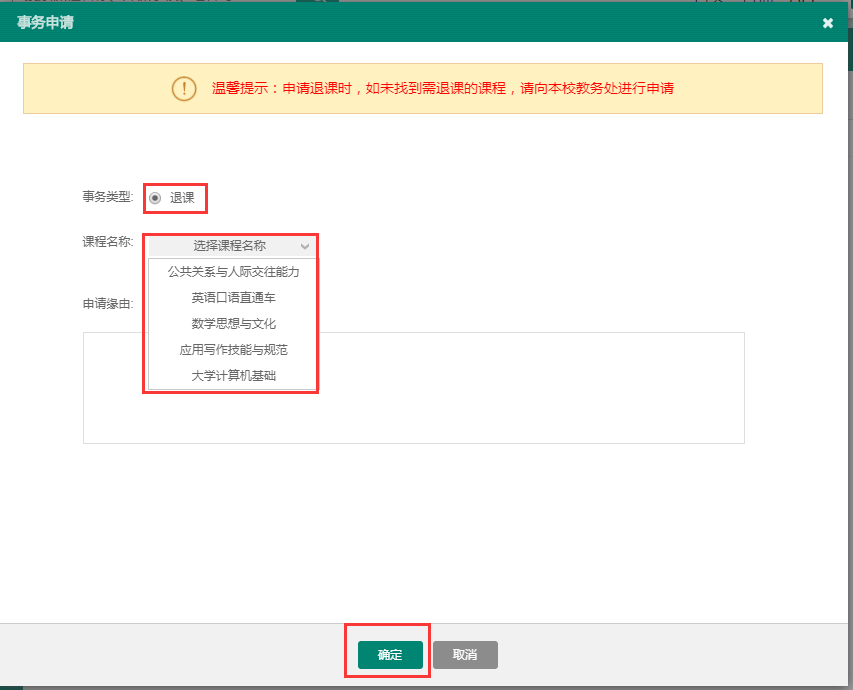 事务申请
温馨提示：申请退课时，如未找到需退课的课程，请向本校教务处进行申请
事务类型: 退课
课程名称: 选择课程名称
公共关系与人际交往能力
英语口语直通车
数学思想与文化
应用写作技能与规范
大学计算机基础
申请缘由:
确定 取消